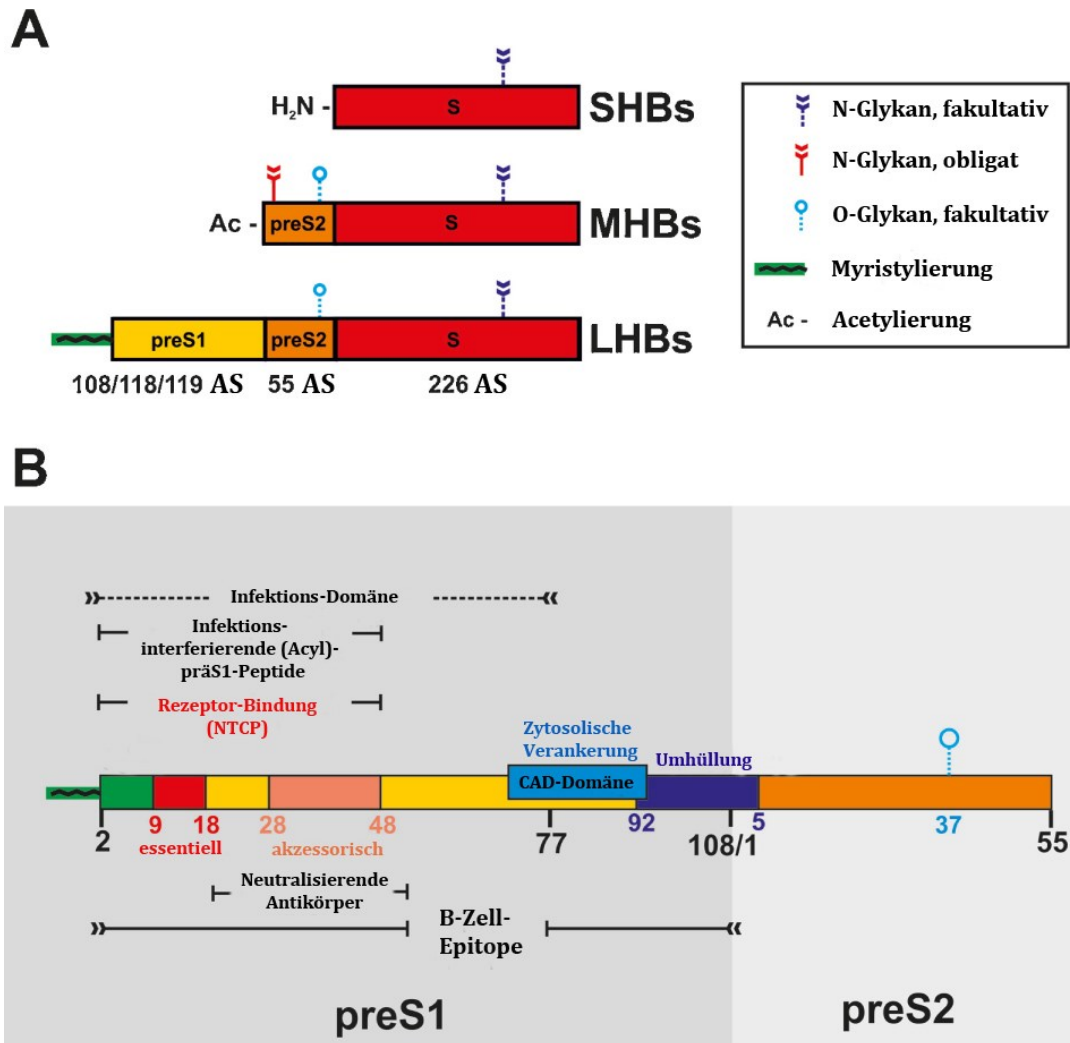 A
H₂N -
S
SHBs
Ac -
preS2
S
MHBs
preS1
preS2
S
LHBs
108/118/119 AS
55 AS
226 AS
N-Glykan, fakultativ
N-Glykan, obligat
O-Glykan, fakultativ
Myristylierung
Ac - Acetylierung
B
Infektions-Domäne
Infektions-
interferierende (Acyl)-
präS1-Peptide
Rezeptor-Bindung
(NTCP)
Zytosolische
Verankerung
CAD-Domäne
Umhüllung
2
9
18
28
48
77
92
108/1
5
37
55
essentiell
akzessorisch
Neutralisierende
Antikörper
B-Zell-
Epitope
preS1
preS2